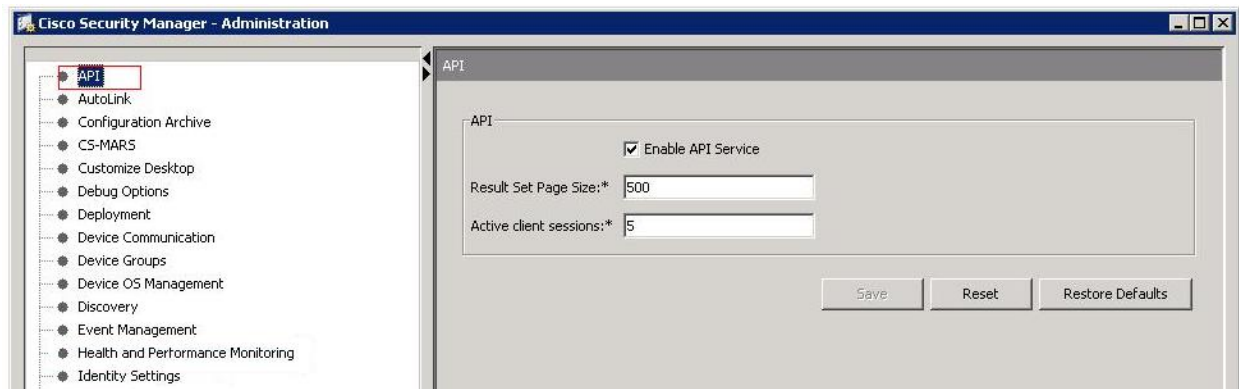 Cisco Security Manager - Administration
API
AutoLink
Configuration Archive
CS-MARS
Customize Desktop
Debug Options
Deployment
Device Communication
Device Groups
Device OS Management
Discovery
Event Management
Health and Performance Monitoring
Identity Settings
API
API
Enable API Service
Result Set Page Size:* 500
Active client sessions:* 5
Save Reset Restore Defaults